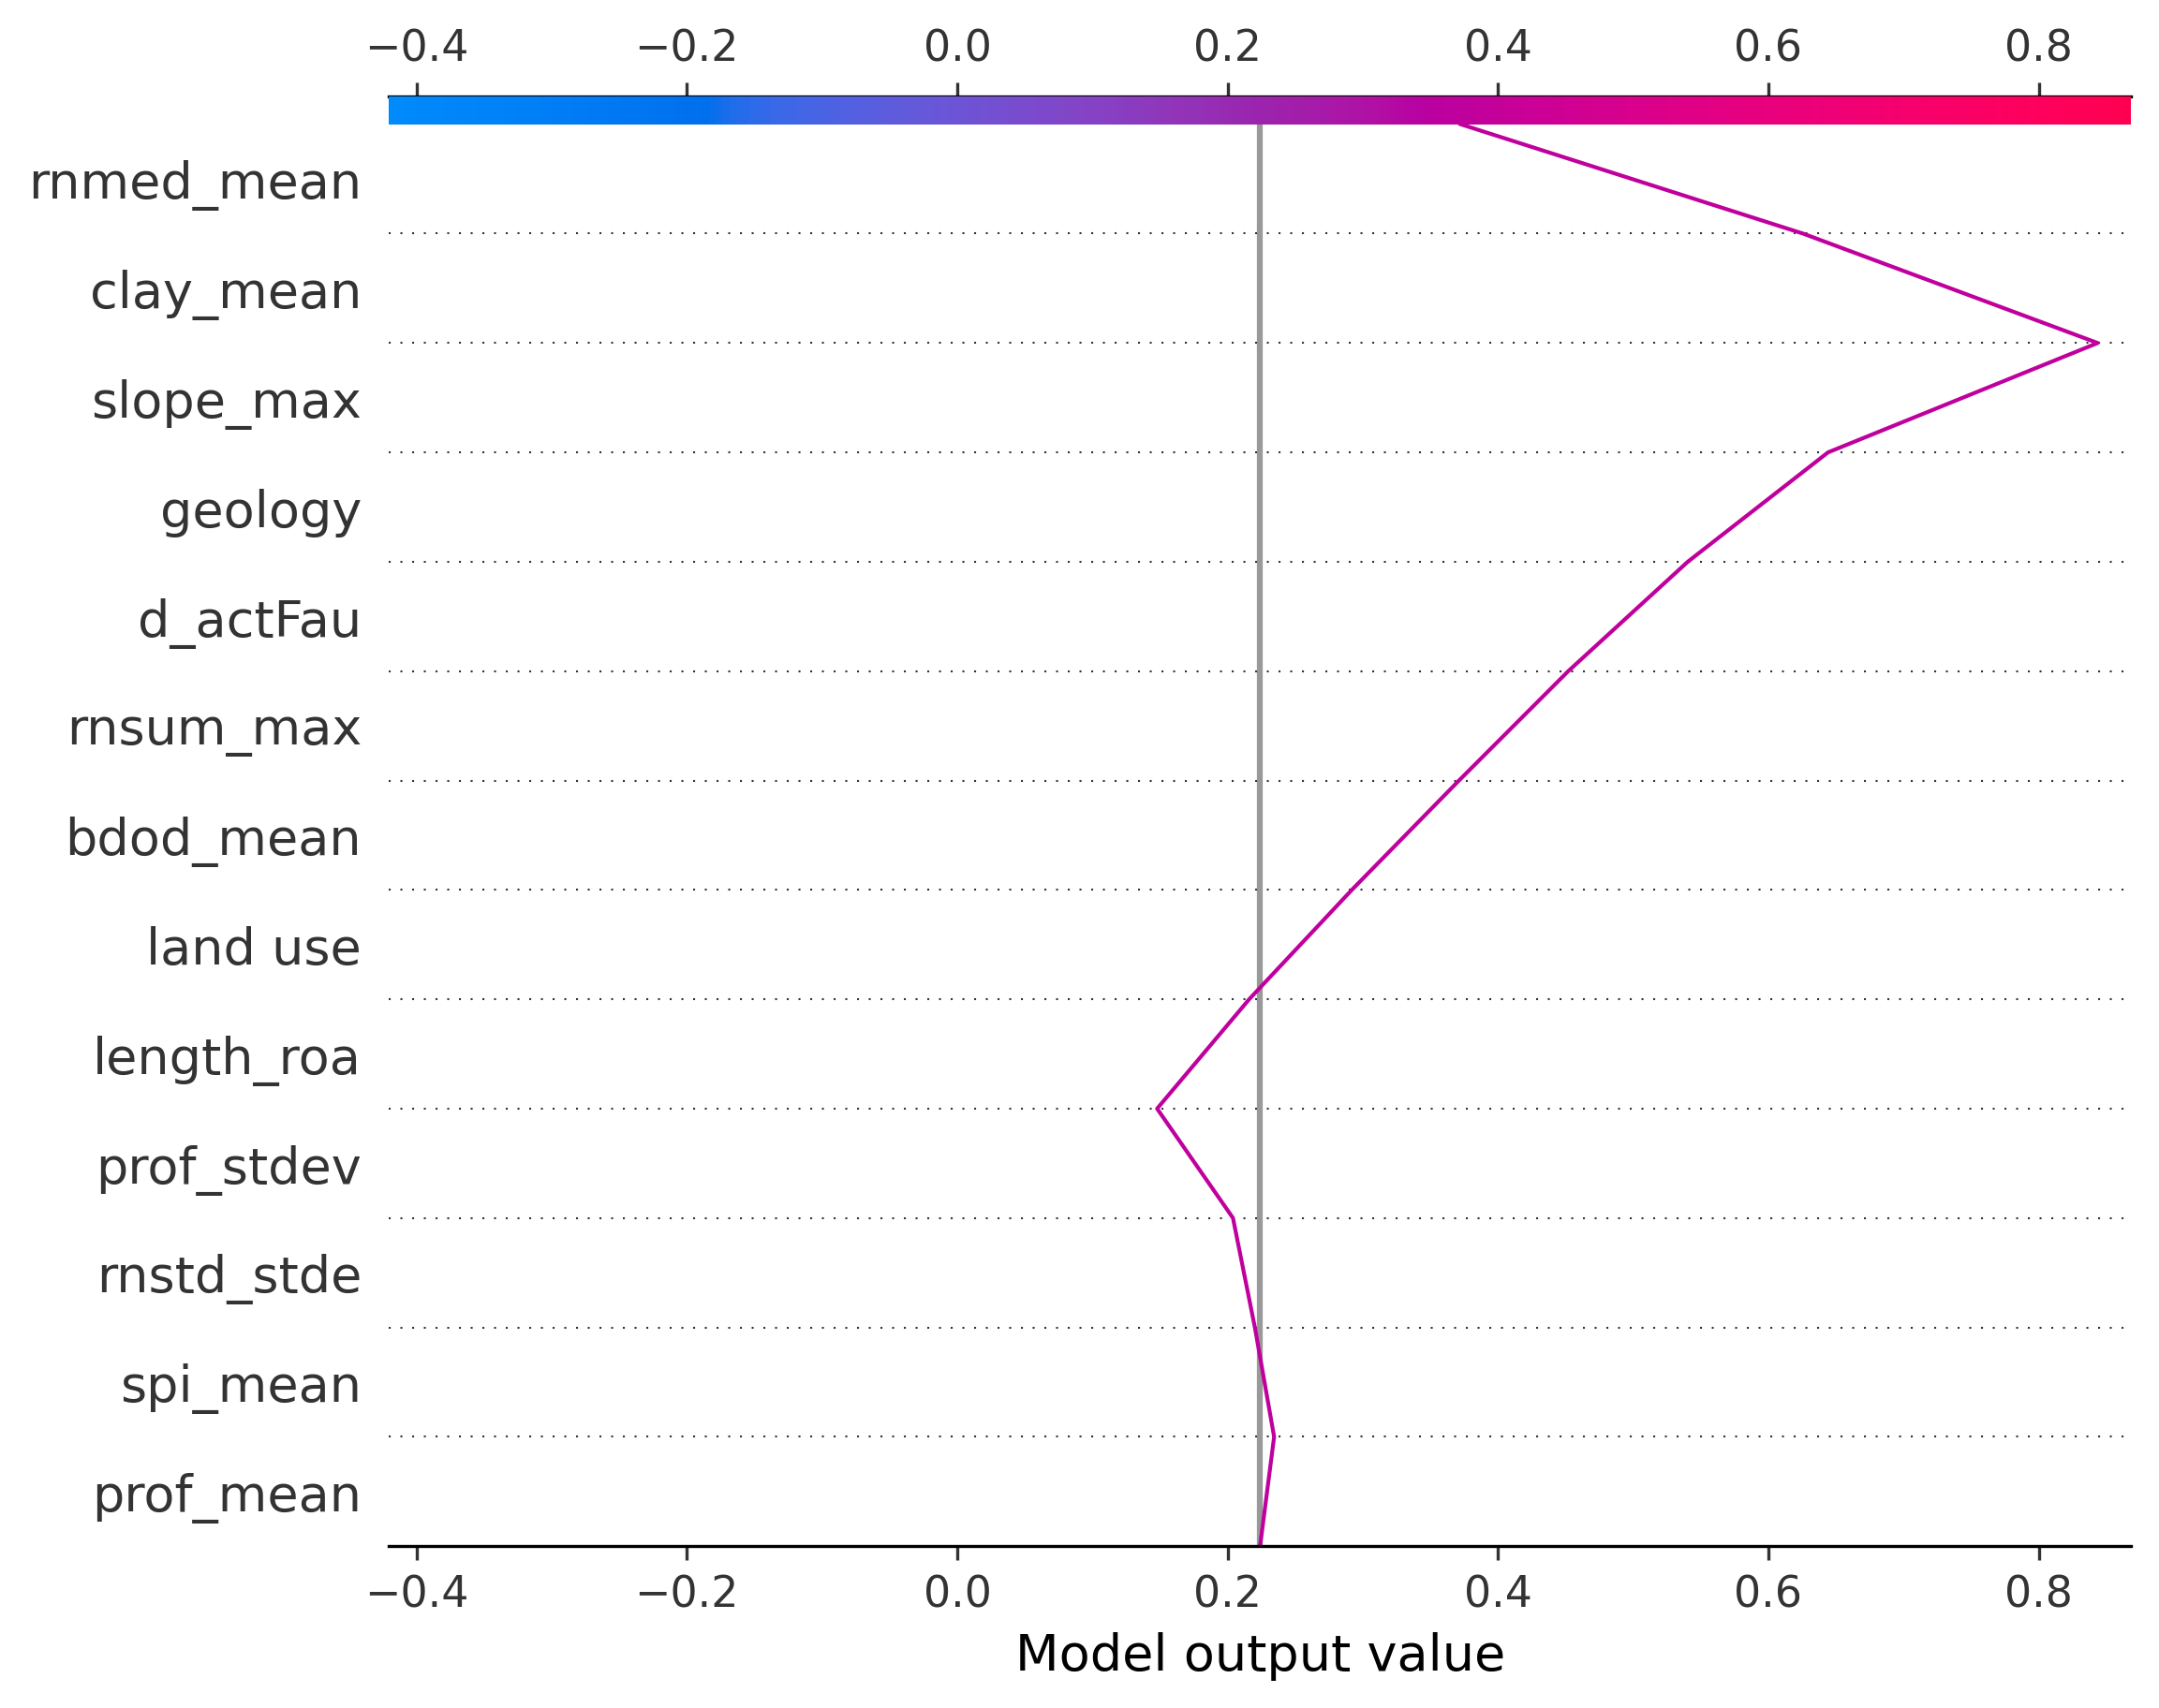 −0.4 −0.2 0.0 0.2 0.4 0.6 0.8
rnmed_mean
clay_mean
slope_max
geology
d_actFau
rnsum_max
bdod_mean
land use
length_roa
prof_stdev
rnstd_stde
spi_mean
prof_mean
−0.4 −0.2 0.0 0.2 0.4 0.6 0.8
Model output value